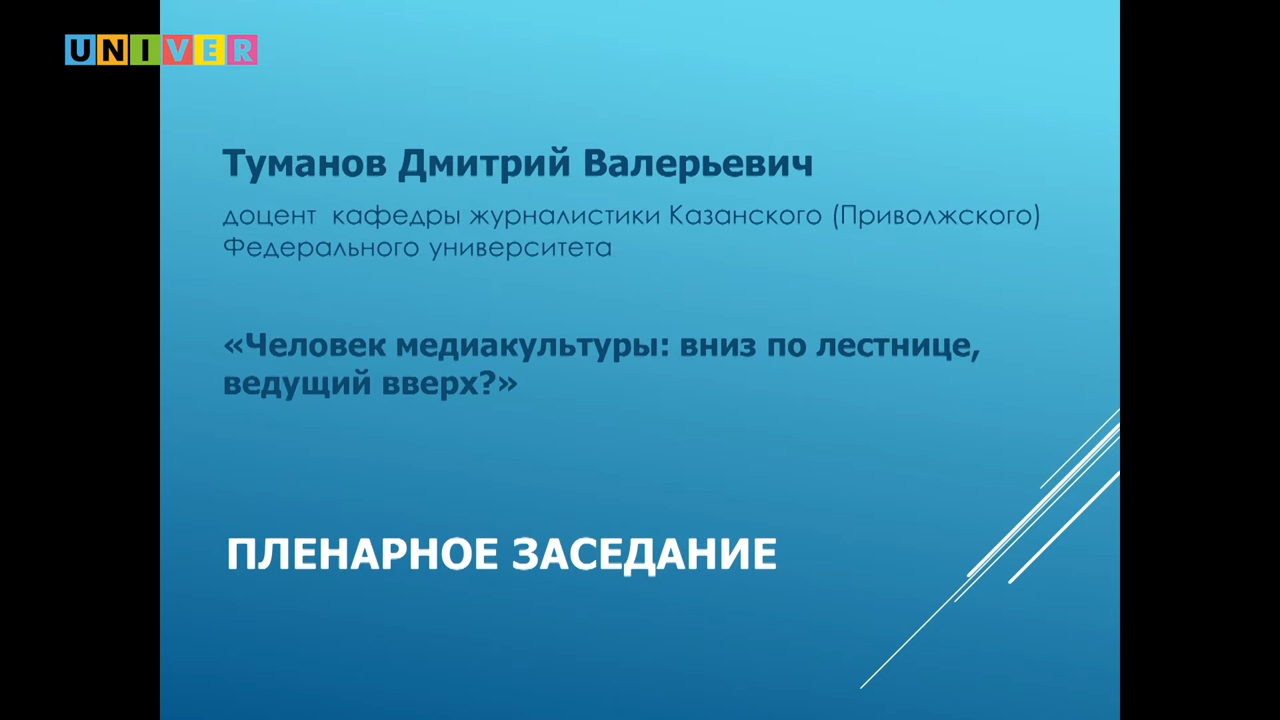 UNIVER
Туманов Дмитрий Валерьевич
доцент кафедры журналистики Казанского (Приволжского)
Федерального университета
«Человек медиакультуры: вниз по лестнице,
ведущий вверх?»
ПЛЕНАРНОЕ ЗАСЕДАНИЕ